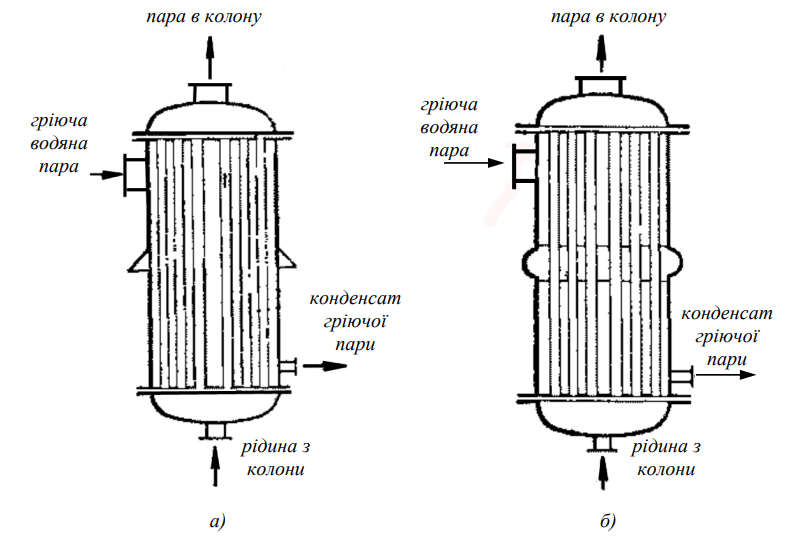 пара в колону
гріюча
водяна
пара
конденсат
гріючої
пари
рідина з
колони
а)
пара в колону
гріюча
водяна
пара
конденсат
гріючої
пари
рідина з
колони
б)